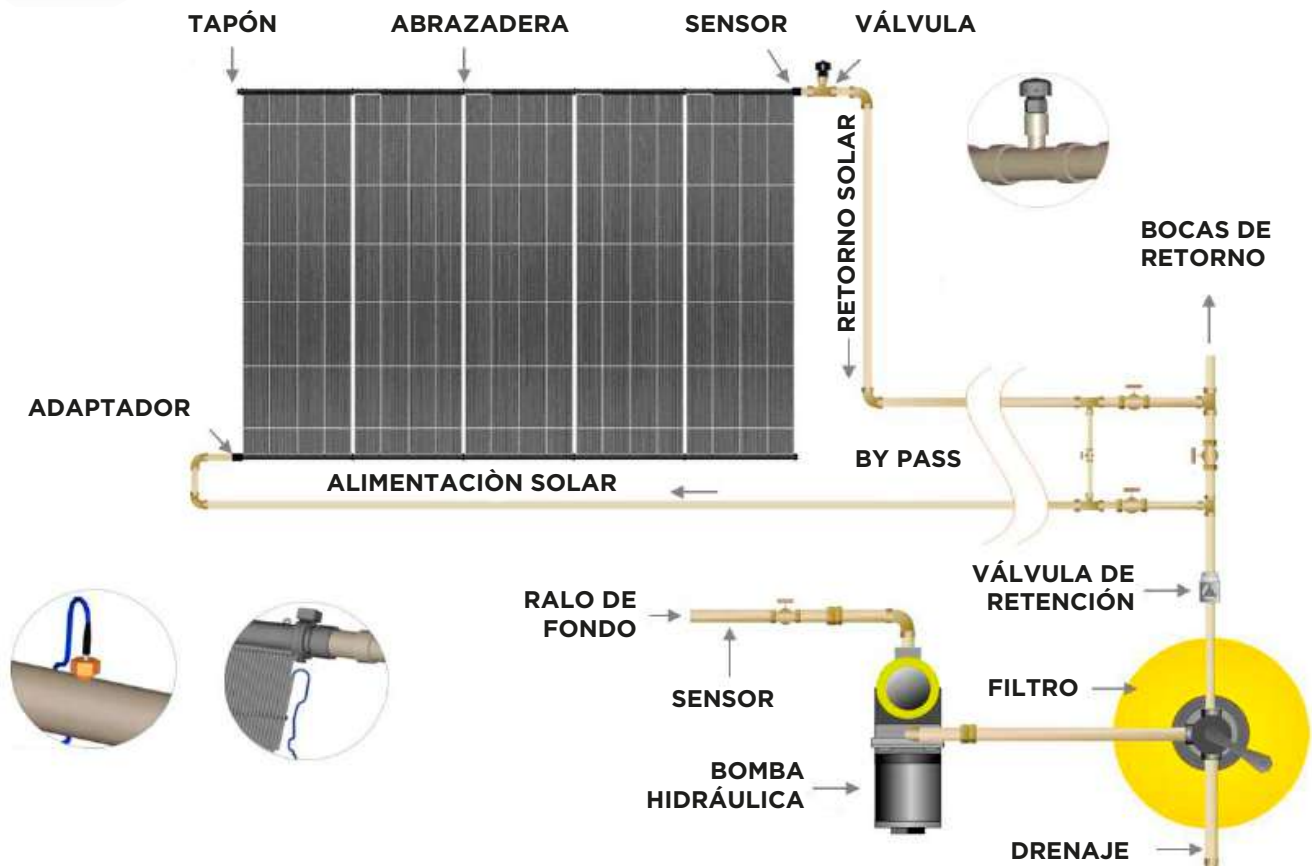 TAPÓN
ABRAZADERA
SENSOR
VÁLVULA
RETORNO SOLAR
BOCAS DE
RETORNO
ADAPTADOR
BY PASS
ALIMENTACIÒN SOLAR
VÁLVULA DE
RETENCIÓN
RALO DE
FONDO
SENSOR
FILTRO
BOMBA
HIDRÁULICA
DRENAJE